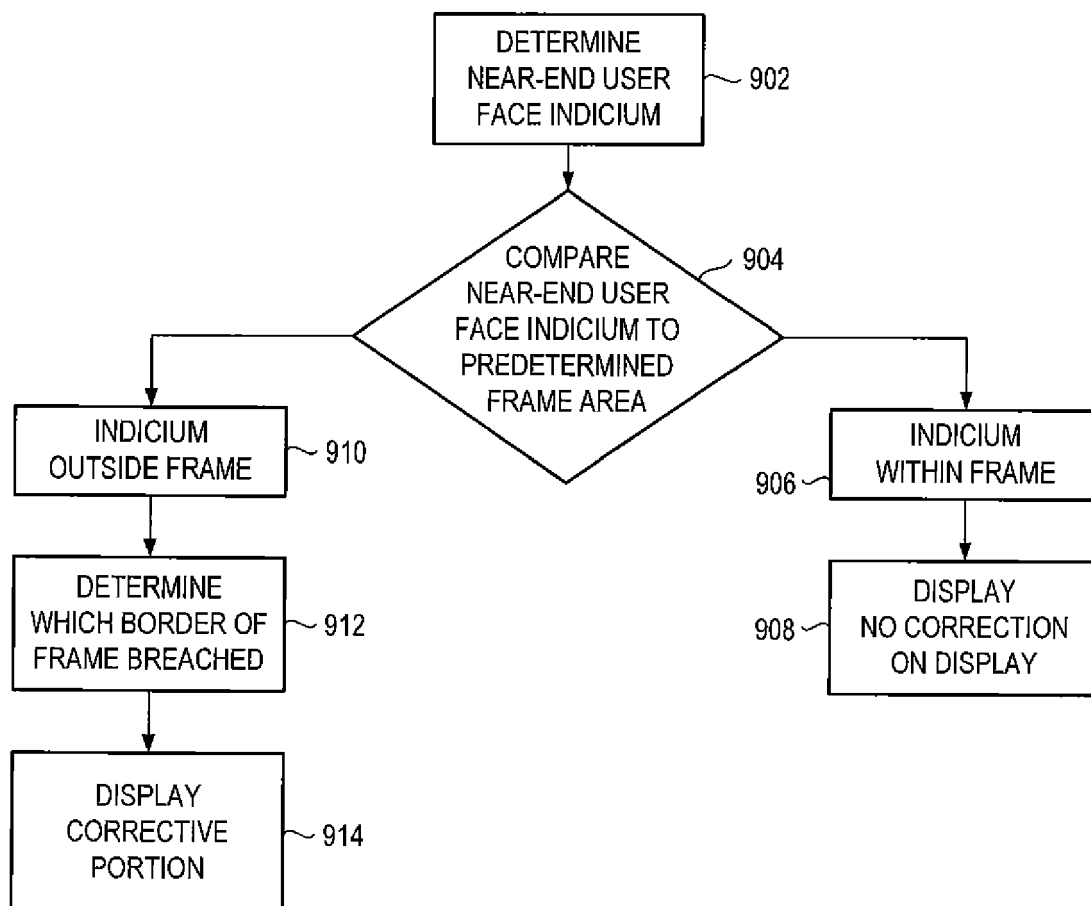 DETERMINE
NEAR-END USER
FACE INDICIUM
902
COMPARE
NEAR-END USER
FACE INDICIUM TO
PREDETERMINED
FRAME AREA
904
INDICIUM
OUTSIDE FRAME
910
INDICIUM
WITHIN FRAME
906
DETERMINE
WHICH BORDER OF
FRAME BREACHED
912
DISPLAY
NO CORRECTION
ON DISPLAY
908
DISPLAY
CORRECTIVE
PORTION
914